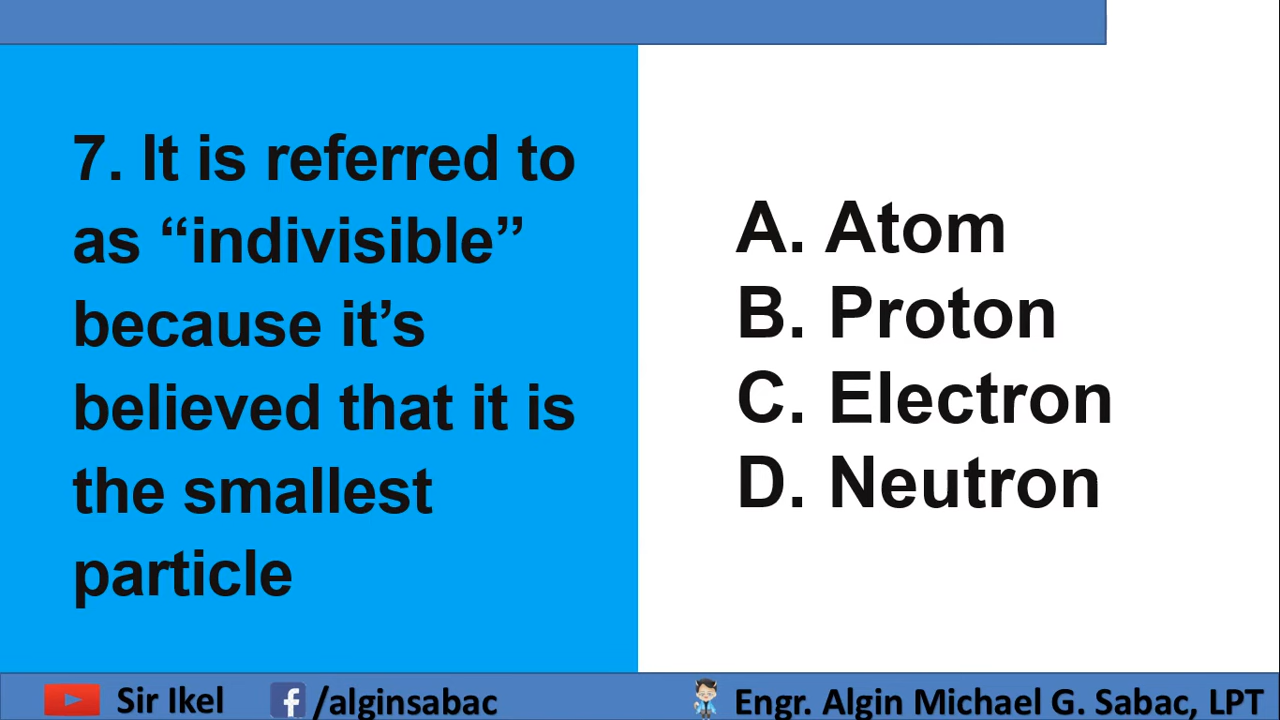 7. It is referred to
as “indivisible”
because it’s
believed that it is
the smallest
particle
A. Atom
B. Proton
C. Electron
D. Neutron
Sir Ikel
/alginsabac
Engr. Algin Michael G. Sabac, LPT